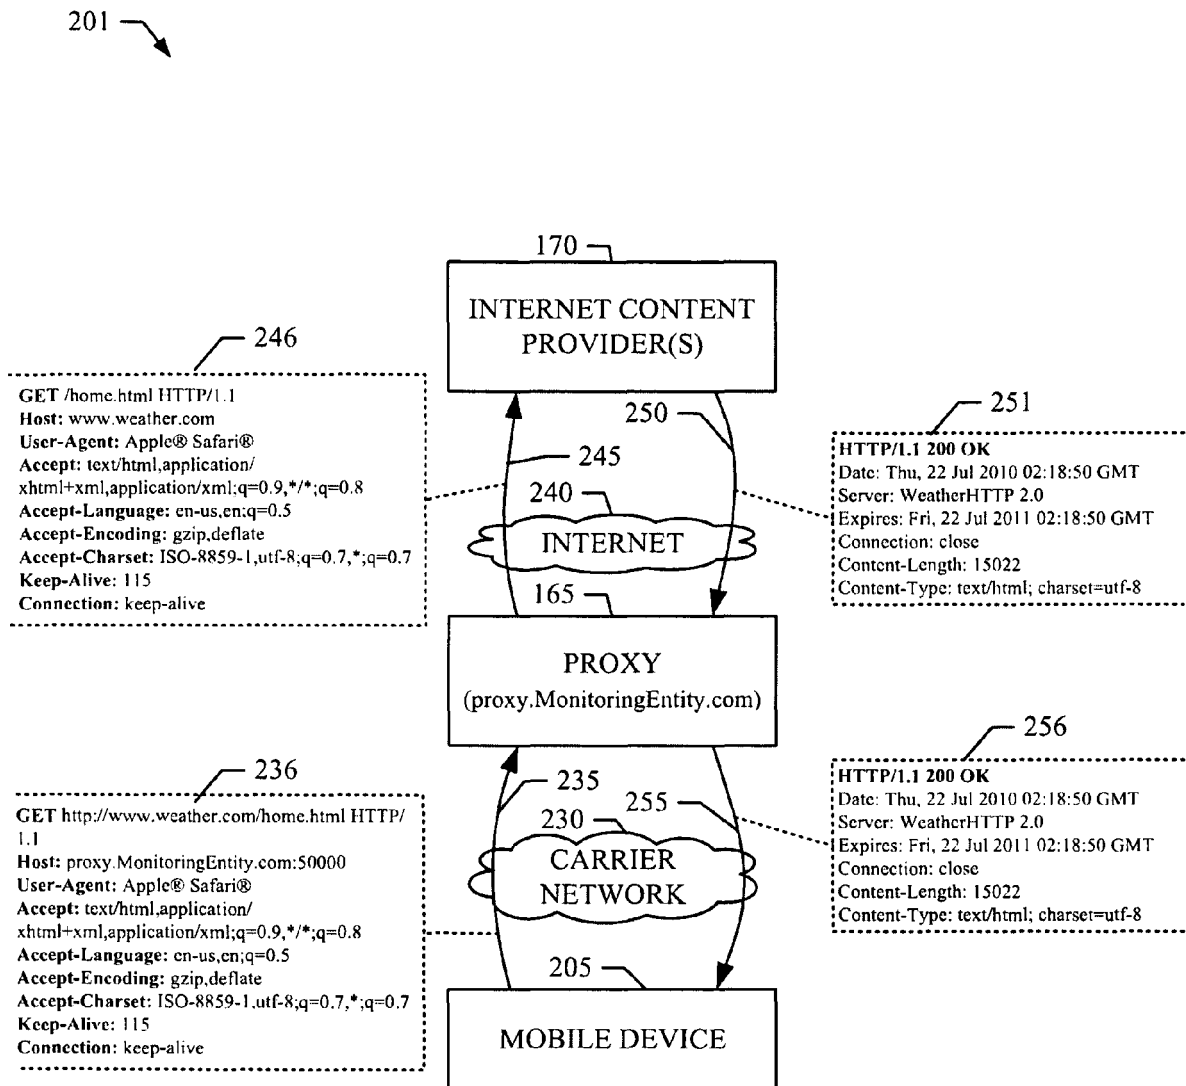 201
170
INTERNET CONTENT
PROVIDER(S)
246
GET /home.html HTTP/1.1
Host: www.weather.com
User-Agent: Apple® Safari®
Accept: text/html,application/
xhtml+xml,application/xml;q=0.9,*/*;q=0.8
Accept-Language: en-us,en;q=0.5
Accept-Encoding: gzip,deflate
Accept-Charset: ISO-8859-1,utf-8;q=0.7,*;q=0.7
Keep-Alive: 115
Connection: keep-alive
245
250
240
INTERNET
251
HTTP/1.1 200 OK
Date: Thu, 22 Jul 2010 02:18:50 GMT
Server: WeatherHTTP 2.0
Expires: Fri, 22 Jul 2011 02:18:50 GMT
Connection: close
Content-Length: 15022
Content-Type: text/html; charset=utf-8
165
PROXY
(proxy.MonitoringEntity.com)
236
GET http://www.weather.com/home.html HTTP/
1.1
Host: proxy.MonitoringEntity.com:50000
User-Agent: Apple® Safari®
Accept: text/html,application/
xhtml+xml,application/xml;q=0.9,*/*;q=0.8
Accept-Language: en-us,en;q=0.5
Accept-Encoding: gzip,deflate
Accept-Charset: ISO-8859-1,utf-8;q=0.7,*;q=0.7
Keep-Alive: 115
Connection: keep-alive
235
255
230
CARRIER
NETWORK
256
HTTP/1.1 200 OK
Date: Thu, 22 Jul 2010 02:18:50 GMT
Server: WeatherHTTP 2.0
Expires: Fri, 22 Jul 2011 02:18:50 GMT
Connection: close
Content-Length: 15022
Content-Type: text/html; charset=utf-8
205
MOBILE DEVICE